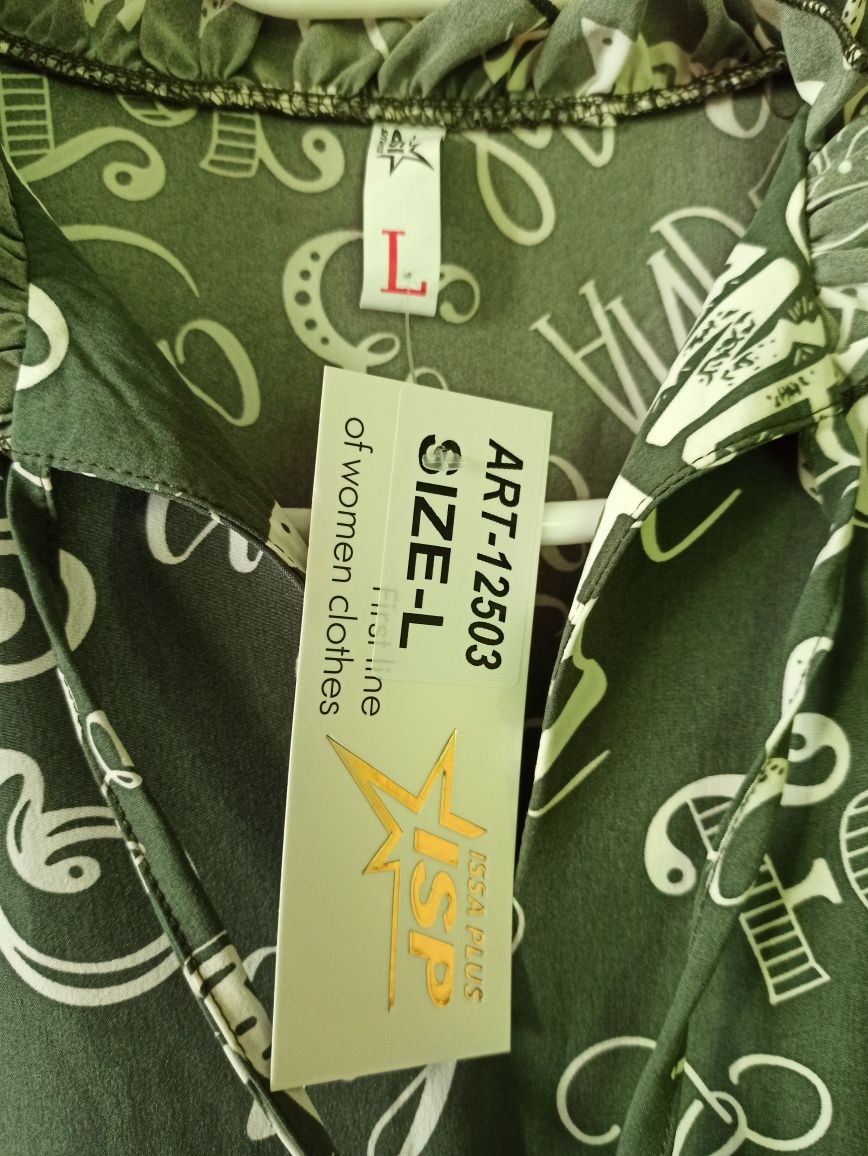 L
ART-12503
SIZE-L
First line
of women clothes
ISSA PLUS
ISP